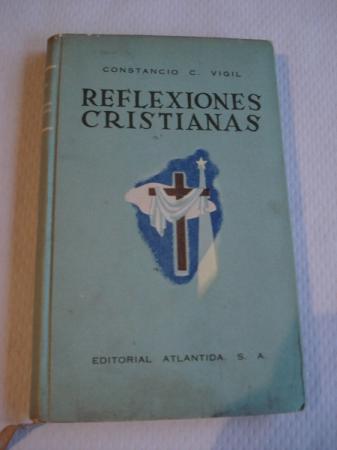 CONSTANCIO C. VIGIL
REFLEXIONES
CRISTIANAS
EDITORIAL ATLANTIDA. S. A.